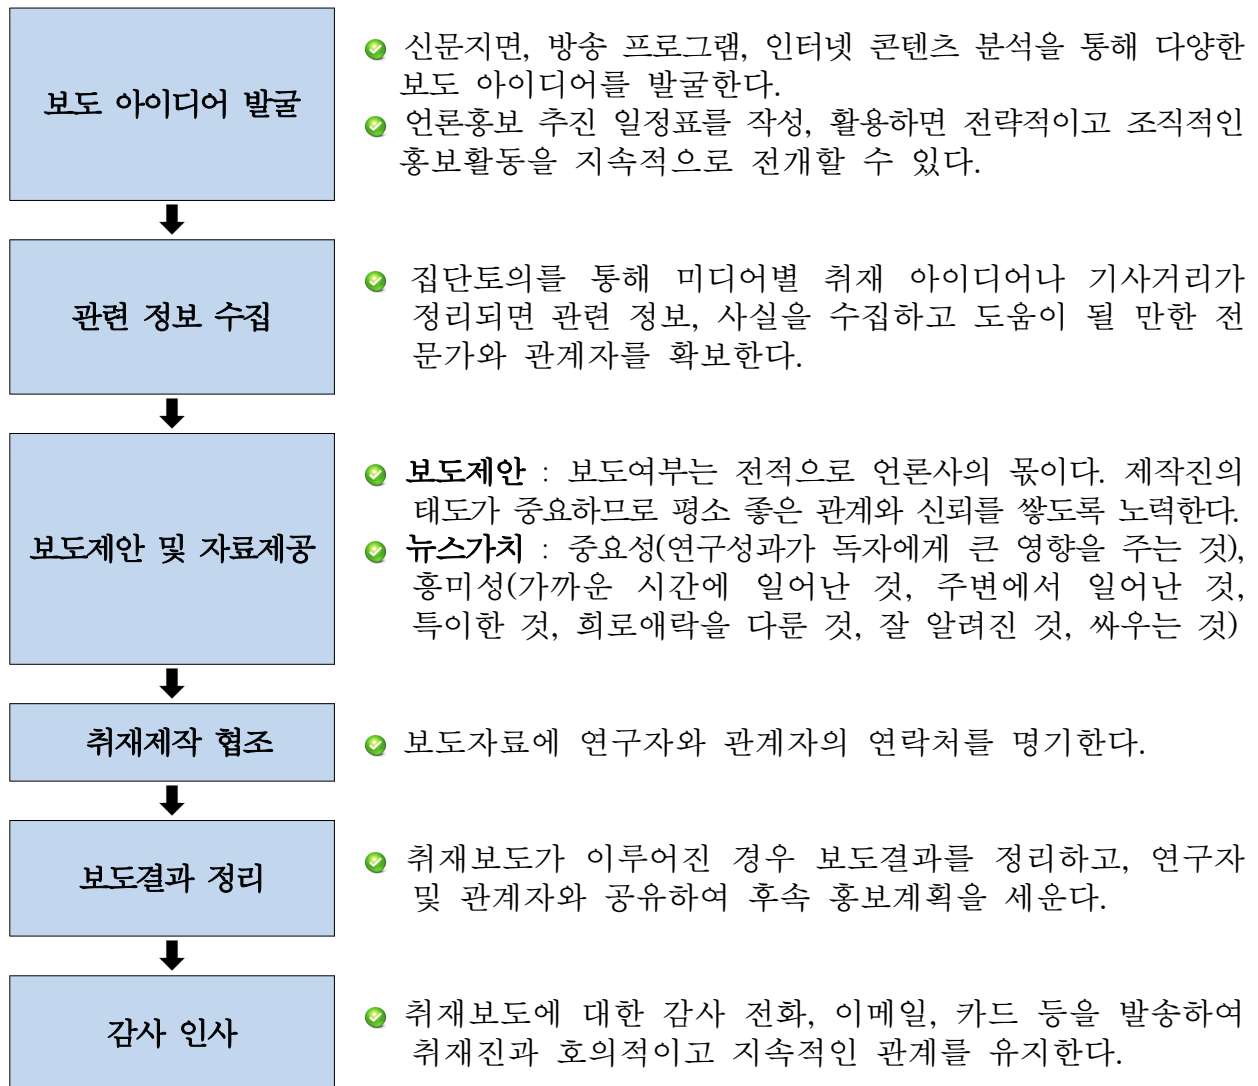 보도 아이디어 발굴
신문지면, 방송 프로그램, 인터넷 콘텐츠 분석을 통해 다양한
보도 아이디어를 발굴한다.
언론홍보 추진 일정표를 작성, 활용하면 전략적이고 조직적인
홍보활동을 지속적으로 전개할 수 있다.
관련 정보 수집
집단토의를 통해 미디어별 취재 아이디어나 기사거리가
정리되면 관련 정보, 사실을 수집하고 도움이 될 만한 전
문가와 관계자를 확보한다.
보도제안 및 자료제공
보도제안 : 보도여부는 전적으로 언론사의 몫이다. 제작진의
태도가 중요하므로 평소 좋은 관계와 신뢰를 쌓도록 노력한다.
뉴스가치 : 중요성(연구성과가 독자에게 큰 영향을 주는 것),
흥미성(가까운 시간에 일어난 것, 주변에서 일어난 것,
특이한 것, 희로애락을 다룬 것, 잘 알려진 것, 싸우는 것)
취재제작 협조
보도자료에 연구자와 관계자의 연락처를 명기한다.
보도결과 정리
취재보도가 이루어진 경우 보도결과를 정리하고, 연구자
및 관계자와 공유하여 후속 홍보계획을 세운다.
감사 인사
취재보도에 대한 감사 전화, 이메일, 카드 등을 발송하여
취재진과 호의적이고 지속적인 관계를 유지한다.